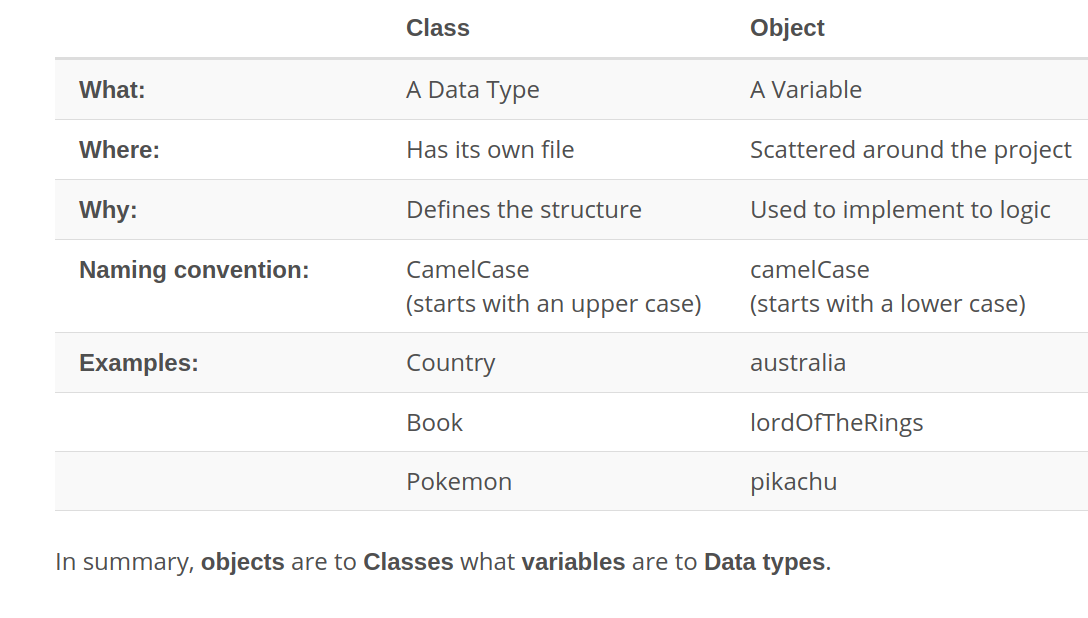 Class Object
What: A Data Type A Variable
Where: Has its own file Scattered around the project
Why: Defines the structure Used to implement to logic
Naming convention: CamelCase camelCase
(starts with an upper case) (starts with a lower case)
Examples: Country australia
Book lordOfTheRings
Pokemon pikachu
In summary, objects are to Classes what variables are to Data types.